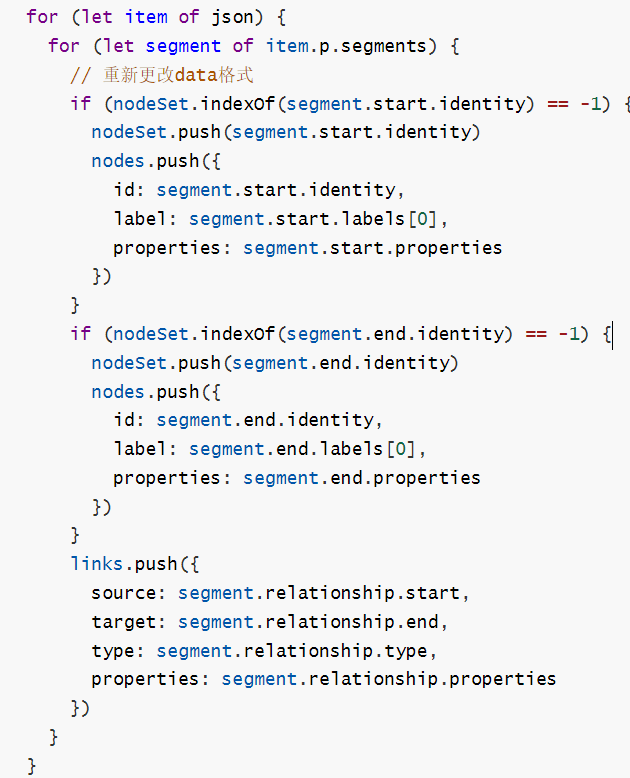 for (let item of json) {
for (let segment of item.p.segments) {
// 重新更改data格式
if (nodeSet.indexOf(segment.start.identity) == -1) {
nodeSet.push(segment.start.identity)
nodes.push({
id: segment.start.identity,
label: segment.start.labels[0],
properties: segment.start.properties
})
}
if (nodeSet.indexOf(segment.end.identity) == -1) {
nodeSet.push(segment.end.identity)
nodes.push({
id: segment.end.identity,
label: segment.end.labels[0],
properties: segment.end.properties
})
}
links.push({
source: segment.relationship.start,
target: segment.relationship.end,
type: segment.relationship.type,
properties: segment.relationship.properties
})
}
}